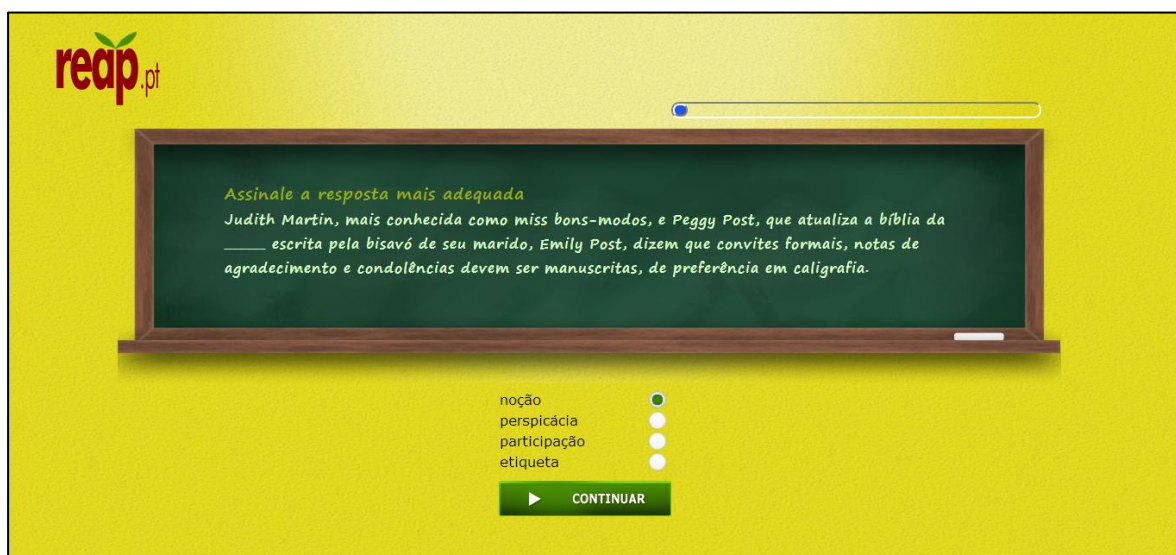 reap.pt
Assinale a resposta mais adequada
Judith Martin, mais conhecida como miss bons-modos, e Peggy Post, que atualiza a bíblia da
_____ escrita pela bisavó de seu marido, Emily Post, dizem que convites formais, notas de
agradecimento e condolências devem ser manuscritas, de preferência em caligrafia.
noção
perspicácia
participação
etiqueta
CONTINUAR